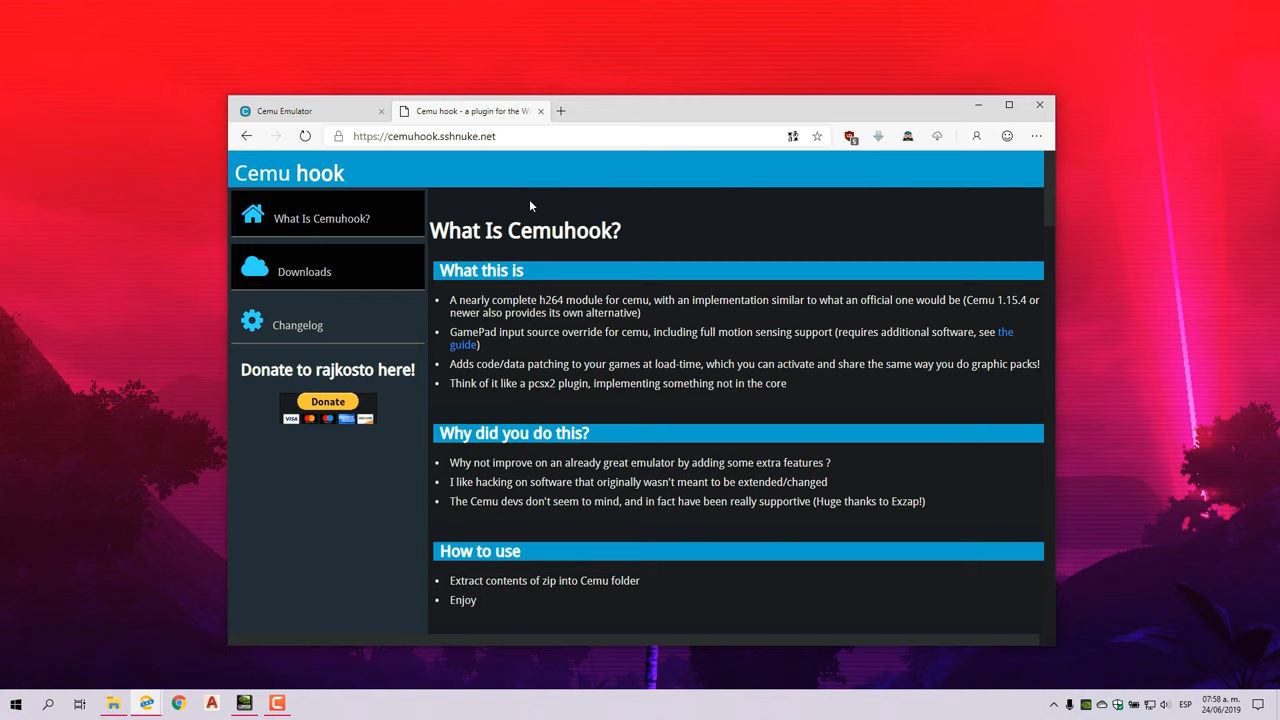 Cemu Emulator
Cemu hook - a plugin for the W
https://cemuhook.sshnuke.net
5
Cemu hook
What Is Cemuhook?
Downloads
Changelog
Donate to rajkosto here!
Donate
VISA
What Is Cemuhook?
What this is
• A nearly complete h264 module for cemu, with an implementation similar to what an official one would be (Cemu 1.15.4 or
newer also provides its own alternative)
• GamePad input source override for cemu, including full motion sensing support (requires additional software, see the
guide)
• Adds code/data patching to your games at load-time, which you can activate and share the same way you do graphic packs!
• Think of it like a pcsx2 plugin, implementing something not in the core
Why did you do this?
• Why not improve on an already great emulator by adding some extra features ?
• I like hacking on software that originally wasn't meant to be extended/changed
• The Cemu devs don't seem to mind, and in fact have been really supportive (Huge thanks to Exzap!)
How to use
• Extract contents of zip into Cemu folder
• Enjoy
ESP
07:58 a. m.
24/06/2019